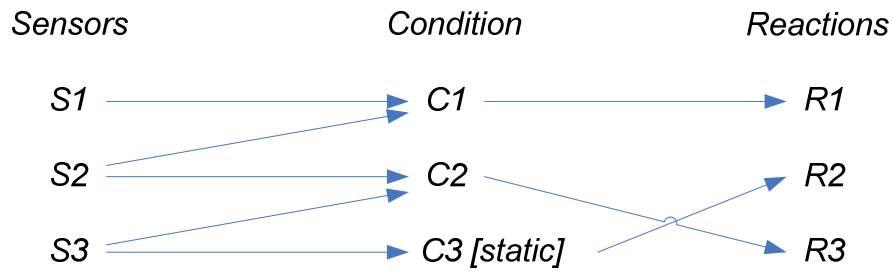 Sensors Condition Reactions
S1 C1 R1
S2 C2 R2
S3 C3 [static] R3